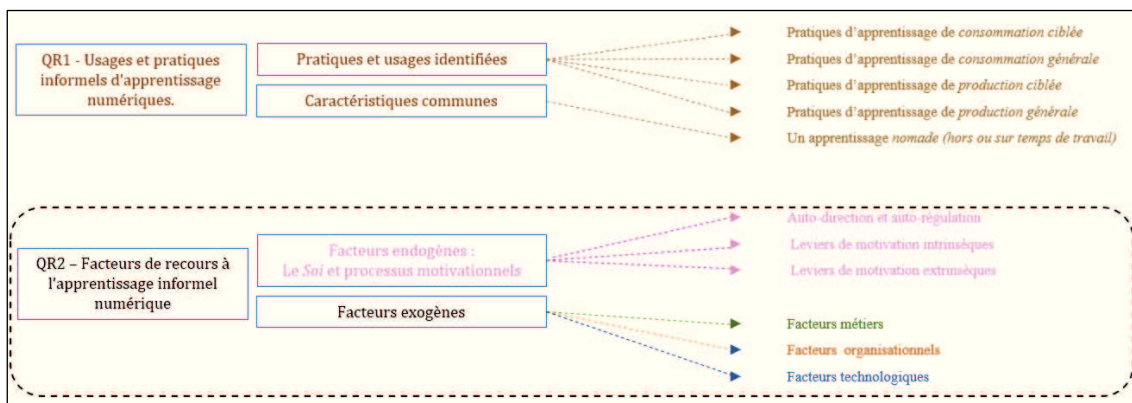 QR1 - Usages et pratiques
informels d'apprentissage
numériques.
Pratiques et usages identifiées
Caractéristiques communes
Pratiques d'apprentissage de consommation ciblée
Pratiques d'apprentissage de consommation générale
Pratiques d'apprentissage de production ciblée
Pratiques d'apprentissage de production générale
Un apprentissage nomade (hors ou sur temps de travail)
QR2 – Facteurs de recours à
l'apprentissage informel
numérique
Facteurs endogènes :
Le Soi et processus motivationnels
Facteurs exogènes
Auto-direction et auto-régulation
Leviers de motivation intrinsèques
Leviers de motivation extrinsèques
Facteurs métiers
Facteurs organisationnels
Facteurs technologiques